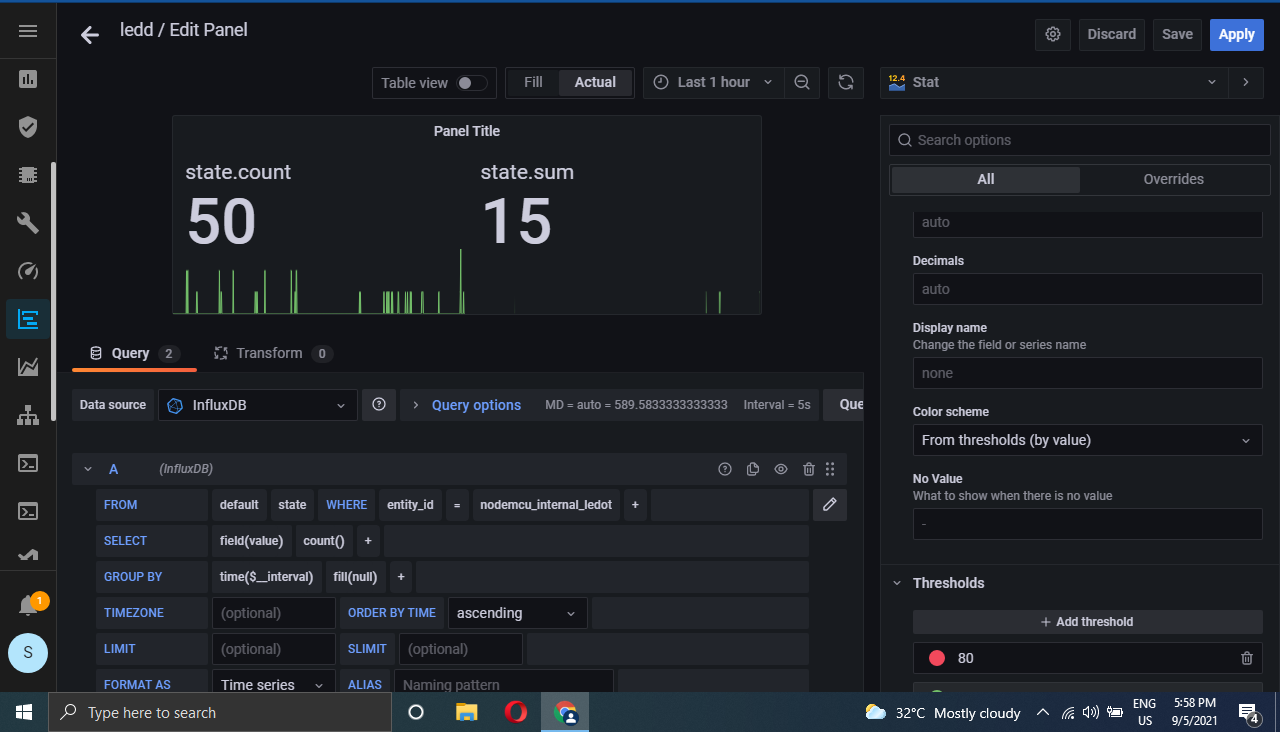 ledd / Edit Panel
Discard
Save
Apply
Table view
Fill
Actual
Last 1 hour
12.4
Stat
Panel Title
state.count
50
state.sum
15
Search options
All
Overrides
auto
Decimals
auto
Display name
Change the field or series name
none
Color scheme
From thresholds (by value)
No Value
What to show when there is no value
-
Thresholds
+ Add threshold
80
Query 2
Transform 0
Data source
InfluxDB
> Query options
MD = auto = 589.5833333333333
Interval = 5s
Que
A
(InfluxDB)
FROM default state WHERE entity_id = nodemcu_internal_ledot +
SELECT field(value) count() +
GROUP BY time($__interval) fill(null) +
TIMEZONE (optional) ORDER BY TIME ascending
LIMIT (optional) SLIMIT (optional)
FORMAT AS Time series ALIAS Naming pattern
1
S
Type here to search
32°C Mostly cloudy
ENG
US
5:58 PM
9/5/2021
4